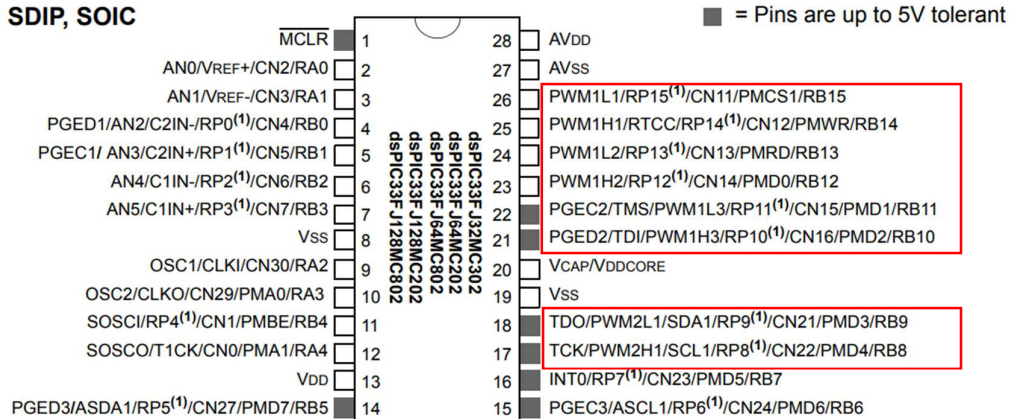 SDIP, SOIC
= Pins are up to 5V tolerant
MCLR 1 28 AVDD
AN0/VREF+/CN2/RA0 2 27 AVSS
AN1/VREF-/CN3/RA1 3 26 PWM1L1/RP15(1)/CN11/PMCS1/RB15
PGED1/AN2/C2IN-/RP0(1)/CN4/RB0 4 25 PWM1H1/RTCC/RP14(1)/CN12/PMWR/RB14
PGEC1/ AN3/C2IN+/RP1(1)/CN5/RB1 5 24 PWM1L2/RP13(1)/CN13/PMRD/RB13
AN4/C1IN-/RP2(1)/CN6/RB2 6 23 PWM1H2/RP12(1)/CN14/PMD0/RB12
AN5/C1IN+/RP3(1)/CN7/RB3 7 22 PGEC2/TMS/PWM1L3/RP11(1)/CN15/PMD1/RB11
VSS 8 21 PGED2/TDI/PWM1H3/RP10(1)/CN16/PMD2/RB10
OSC1/CLKI/CN30/RA2 9 20 VCAP/VDDCORE
OSC2/CLKO/CN29/PMA0/RA3 10 19 VSS
SOSCI/RP4(1)/CN1/PMBE/RB4 11 18 TDO/PWM2L1/SDA1/RP9(1)/CN21/PMD3/RB9
SOSCO/T1CK/CN0/PMA1/RA4 12 17 TCK/PWM2H1/SCL1/RP8(1)/CN22/PMD4/RB8
VDD 13 16 INT0/RP7(1)/CN23/PMD5/RB7
PGED3/ASDA1/RP5(1)/CN27/PMD7/RB5 14 15 PGEC3/ASCL1/RP6(1)/CN24/PMD6/RB6
dsPIC33FJ32MC302
dsPIC33FJ64MC202
dsPIC33FJ64MC802
dsPIC33FJ128MC202
dsPIC33FJ128MC802